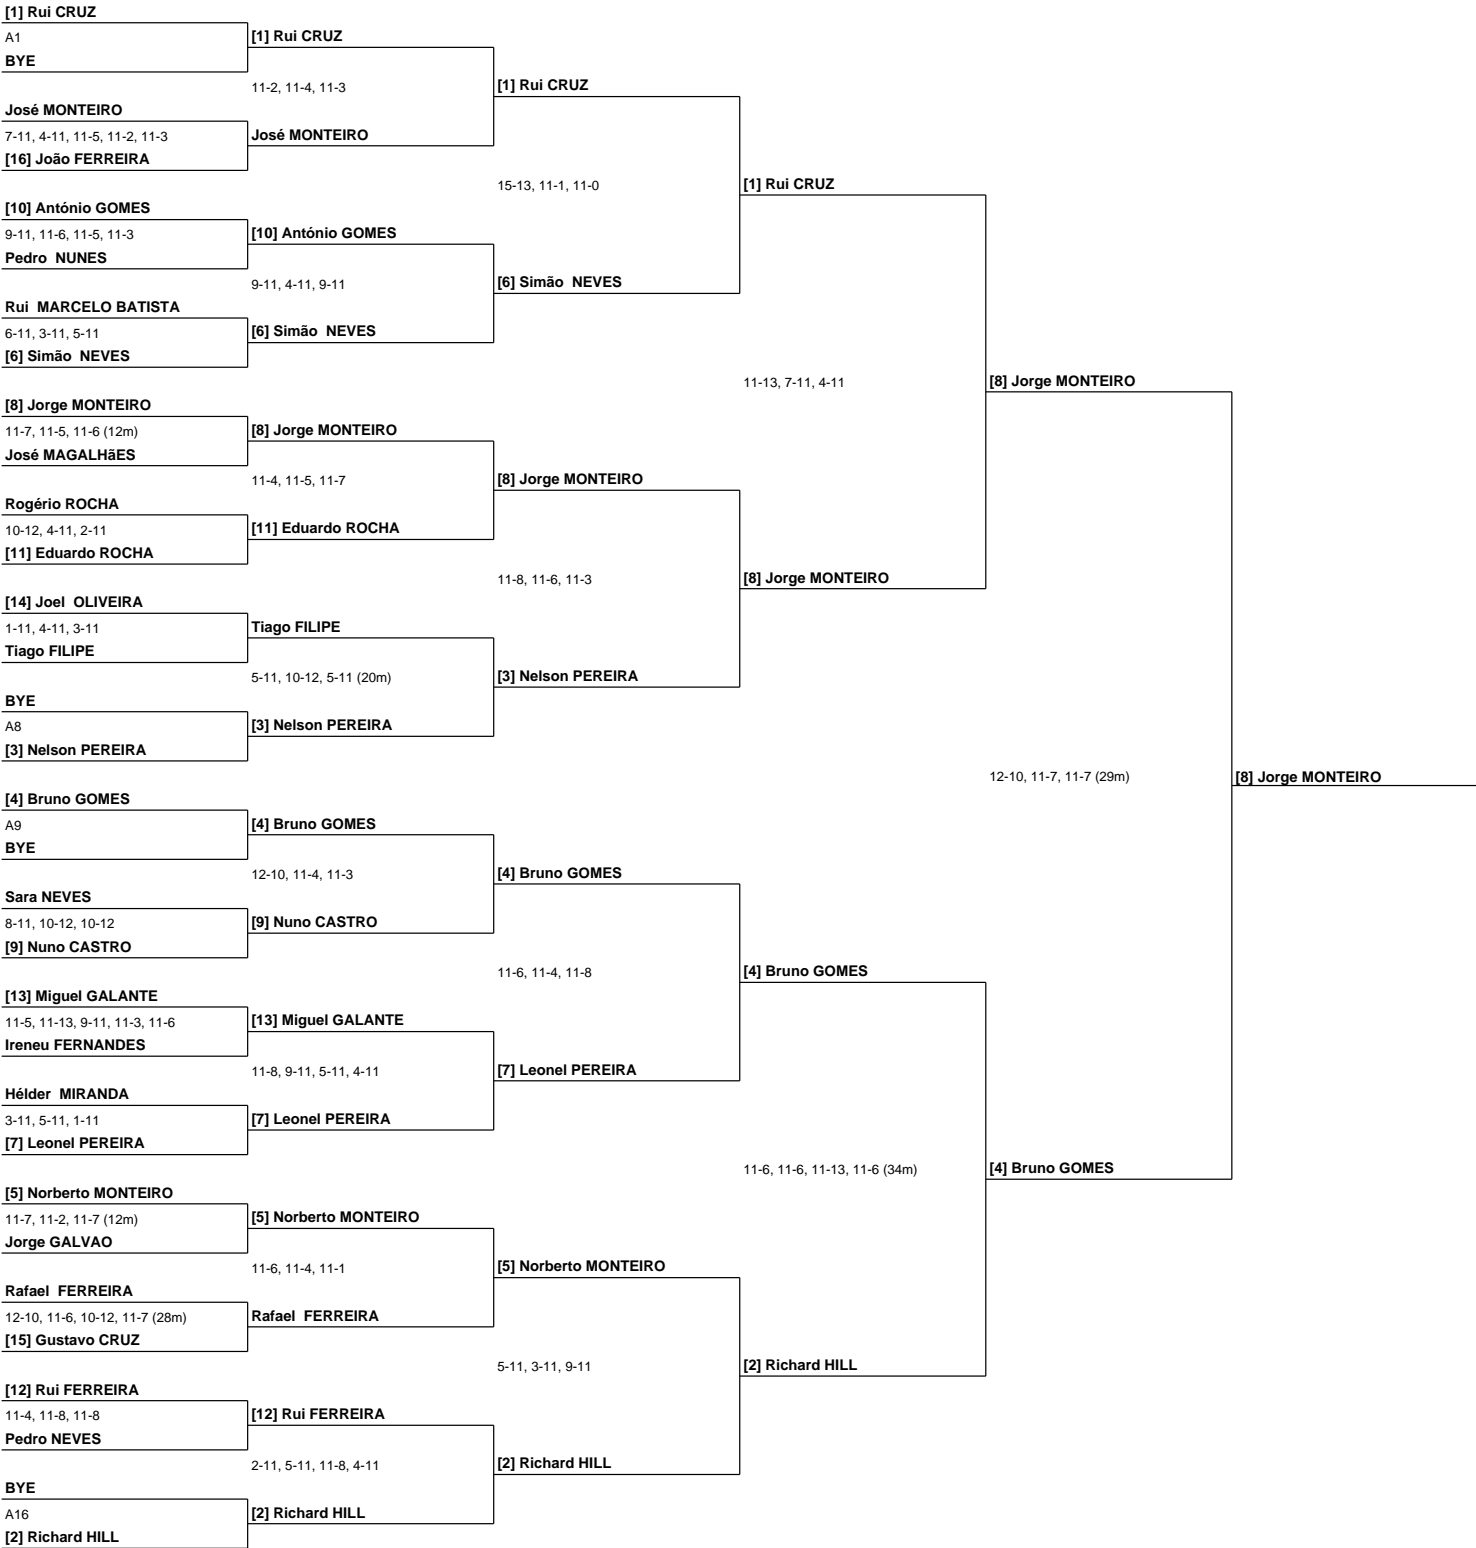 [1] Rui CRUZ
A1
BYE
José MONTEIRO
7-11, 4-11, 11-5, 11-2, 11-3
[16] João FERREIRA
[10] António GOMES
9-11, 11-6, 11-5, 11-3
Pedro NUNES
Rui MARCELO BATISTA
6-11, 3-11, 5-11
[6] Simão NEVES
[8] Jorge MONTEIRO
11-7, 11-5, 11-6 (12m)
José MAGALHãES
Rogério ROCHA
10-12, 4-11, 2-11
[11] Eduardo ROCHA
[14] Joel OLIVEIRA
1-11, 4-11, 3-11
Tiago FILIPE
BYE
A8
[3] Nelson PEREIRA
[4] Bruno GOMES
A9
BYE
Sara NEVES
8-11, 10-12, 10-12
[9] Nuno CASTRO
[13] Miguel GALANTE
11-5, 11-13, 9-11, 11-3, 11-6
Ireneu FERNANDES
Hélder MIRANDA
3-11, 5-11, 1-11
[7] Leonel PEREIRA
[5] Norberto MONTEIRO
11-7, 11-2, 11-7 (12m)
Jorge GALVAO
Rafael FERREIRA
12-10, 11-6, 10-12, 11-7 (28m)
[15] Gustavo CRUZ
[12] Rui FERREIRA
11-4, 11-8, 11-8
Pedro NEVES
BYE
A16
[2] Richard HILL
[1] Rui CRUZ
11-2, 11-4, 11-3
José MONTEIRO
[10] António GOMES
9-11, 4-11, 9-11
[6] Simão NEVES
[8] Jorge MONTEIRO
11-4, 11-5, 11-7
[11] Eduardo ROCHA
Tiago FILIPE
5-11, 10-12, 5-11 (20m)
[3] Nelson PEREIRA
[4] Bruno GOMES
12-10, 11-4, 11-3
[9] Nuno CASTRO
[13] Miguel GALANTE
11-8, 9-11, 5-11, 4-11
[7] Leonel PEREIRA
[5] Norberto MONTEIRO
11-6, 11-4, 11-1
Rafael FERREIRA
[12] Rui FERREIRA
2-11, 5-11, 11-8, 4-11
[2] Richard HILL
[1] Rui CRUZ
15-13, 11-1, 11-0
[6] Simão NEVES
[8] Jorge MONTEIRO
11-8, 11-6, 11-3
[3] Nelson PEREIRA
[4] Bruno GOMES
11-6, 11-4, 11-8
[7] Leonel PEREIRA
[5] Norberto MONTEIRO
5-11, 3-11, 9-11
[2] Richard HILL
[1] Rui CRUZ
11-13, 7-11, 4-11
[8] Jorge MONTEIRO
[4] Bruno GOMES
11-6, 11-6, 11-13, 11-6 (34m)
[2] Richard HILL
[8] Jorge MONTEIRO
12-10, 11-7, 11-7 (29m)
[4] Bruno GOMES
[8] Jorge MONTEIRO